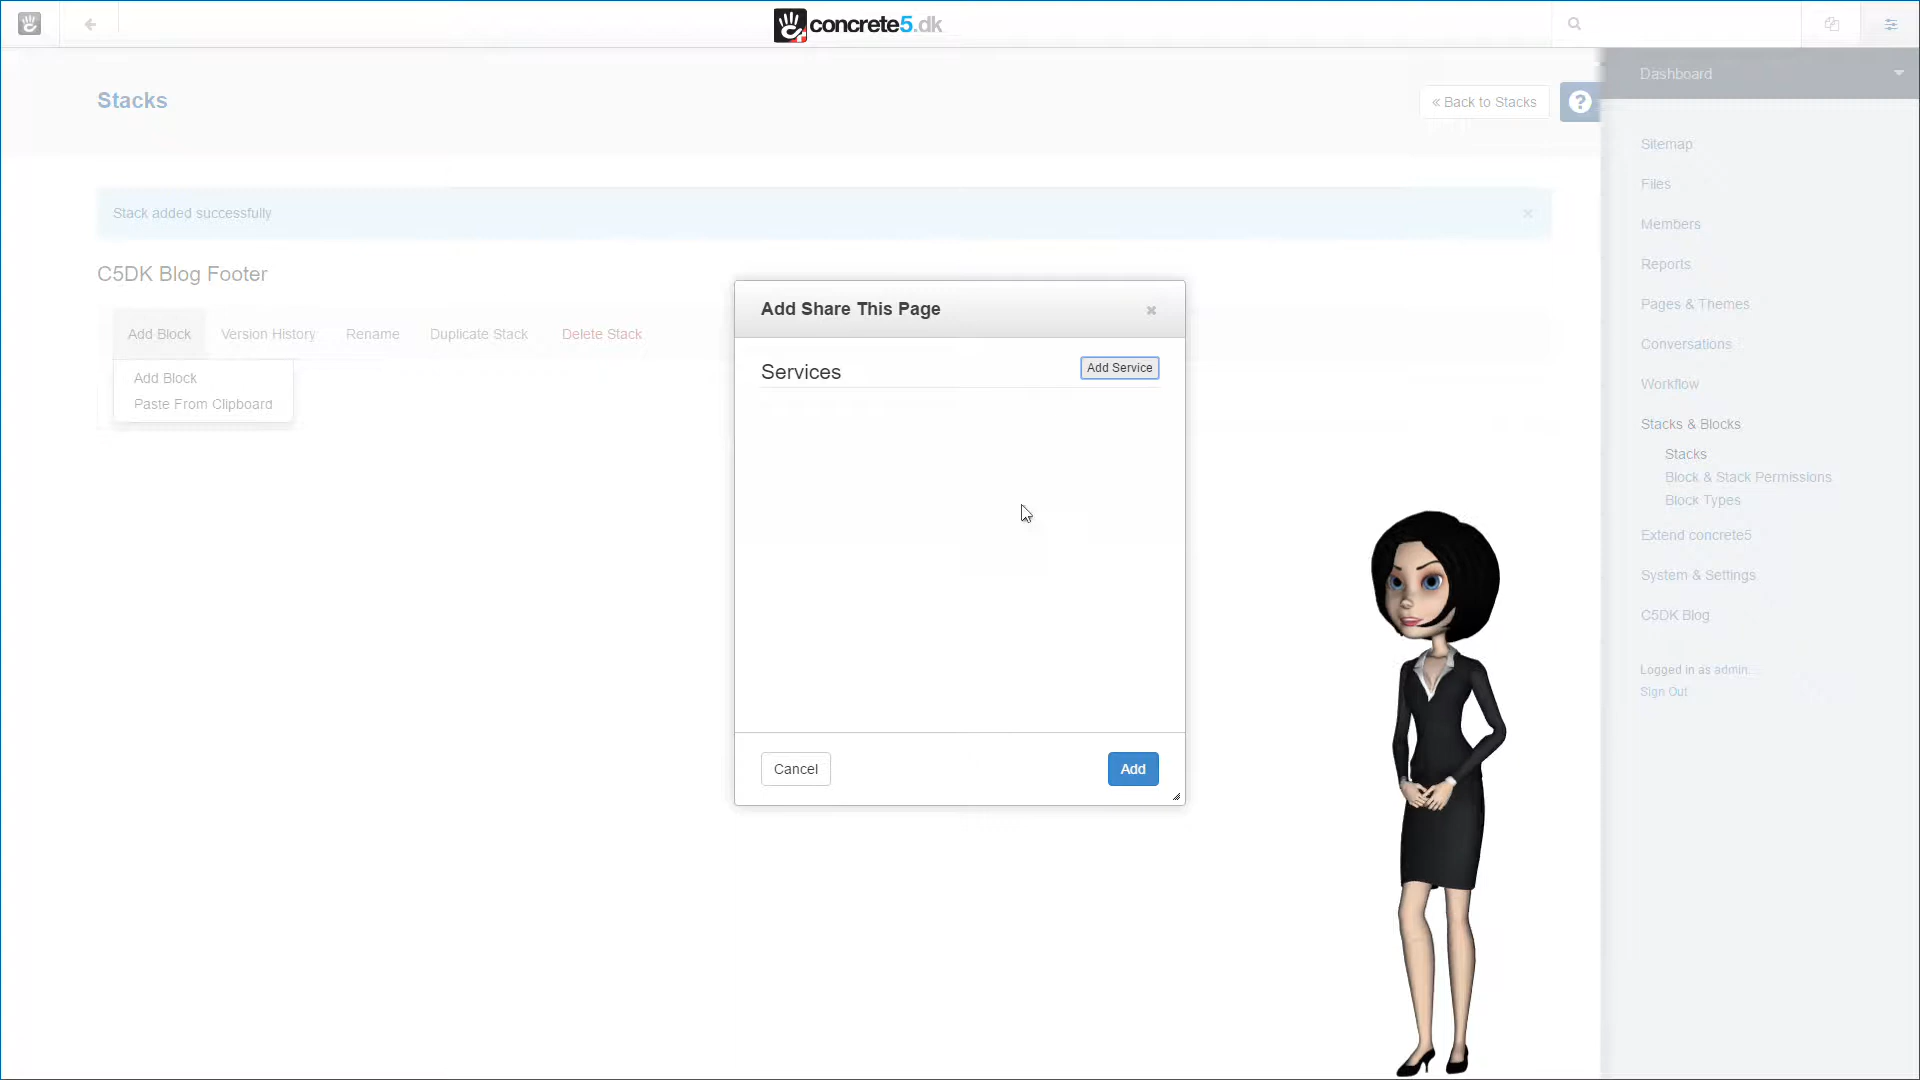 concrete5.dk
Dashboard
Stacks
« Back to Stacks
?
Sitemap
Files
Members
Reports
Pages & Themes
Conversations
Workflow
Stacks & Blocks
Stacks
Block & Stack Permissions
Block Types
Extend concrete5
System & Settings
C5DK Blog
Logged in as admin.
Sign Out
Stack added successfully
×
C5DK Blog Footer
Add Block
Version History
Rename
Duplicate Stack
Delete Stack
Add Block
Paste From Clipboard
Add Share This Page
×
Services
Add Service
Cancel
Add